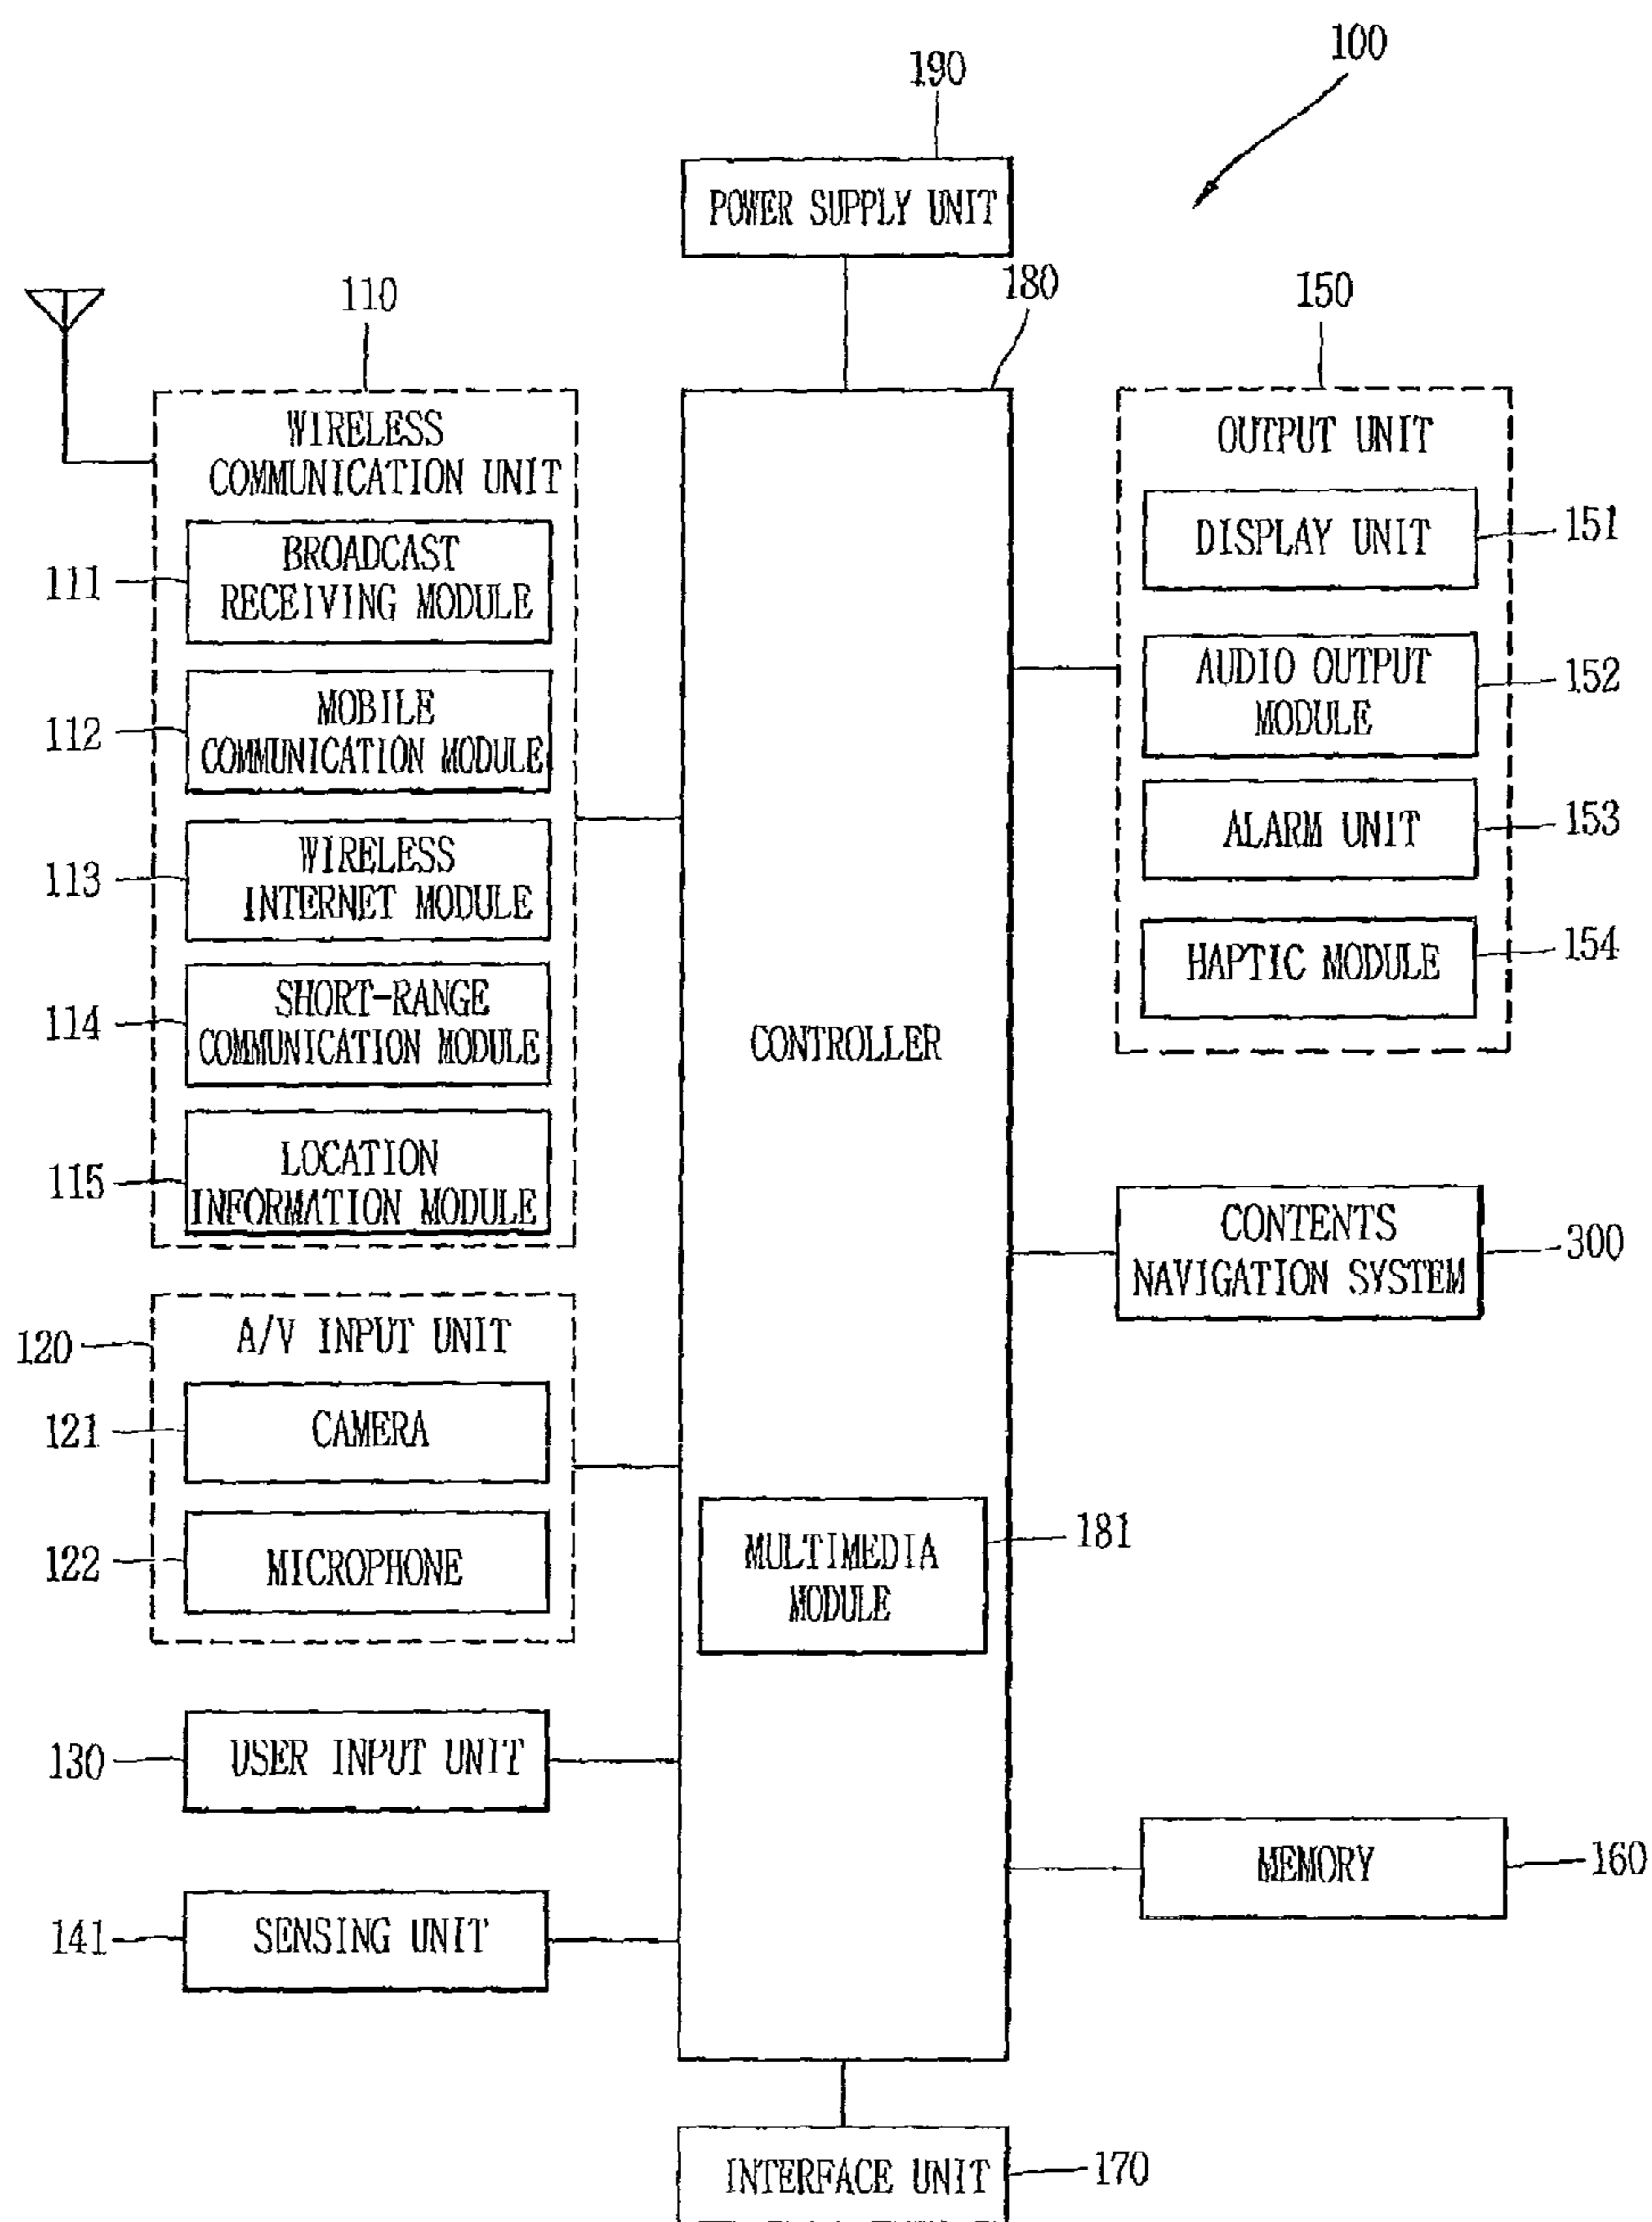 100
190
POWER SUPPLY UNIT
180
110
150
WIRELESS
COMMUNICATION UNIT
111
BROADCAST
RECEIVING MODULE
112
MOBILE
COMMUNICATION MODULE
113
WIRELESS
INTERNET MODULE
114
SHORT-RANGE
COMMUNICATION MODULE
115
LOCATION
INFORMATION MODULE
120
A/V INPUT UNIT
121
CAMERA
122
MICROPHONE
130
USER INPUT UNIT
141
SENSING UNIT
CONTROLLER
MULTIMEDIA
MODULE
181
OUTPUT UNIT
DISPLAY UNIT
151
AUDIO OUTPUT
MODULE
152
ALARM UNIT
153
HAPTIC MODULE
154
CONTENTS
NAVIGATION SYSTEM
300
MEMORY
160
INTERFACE UNIT
170